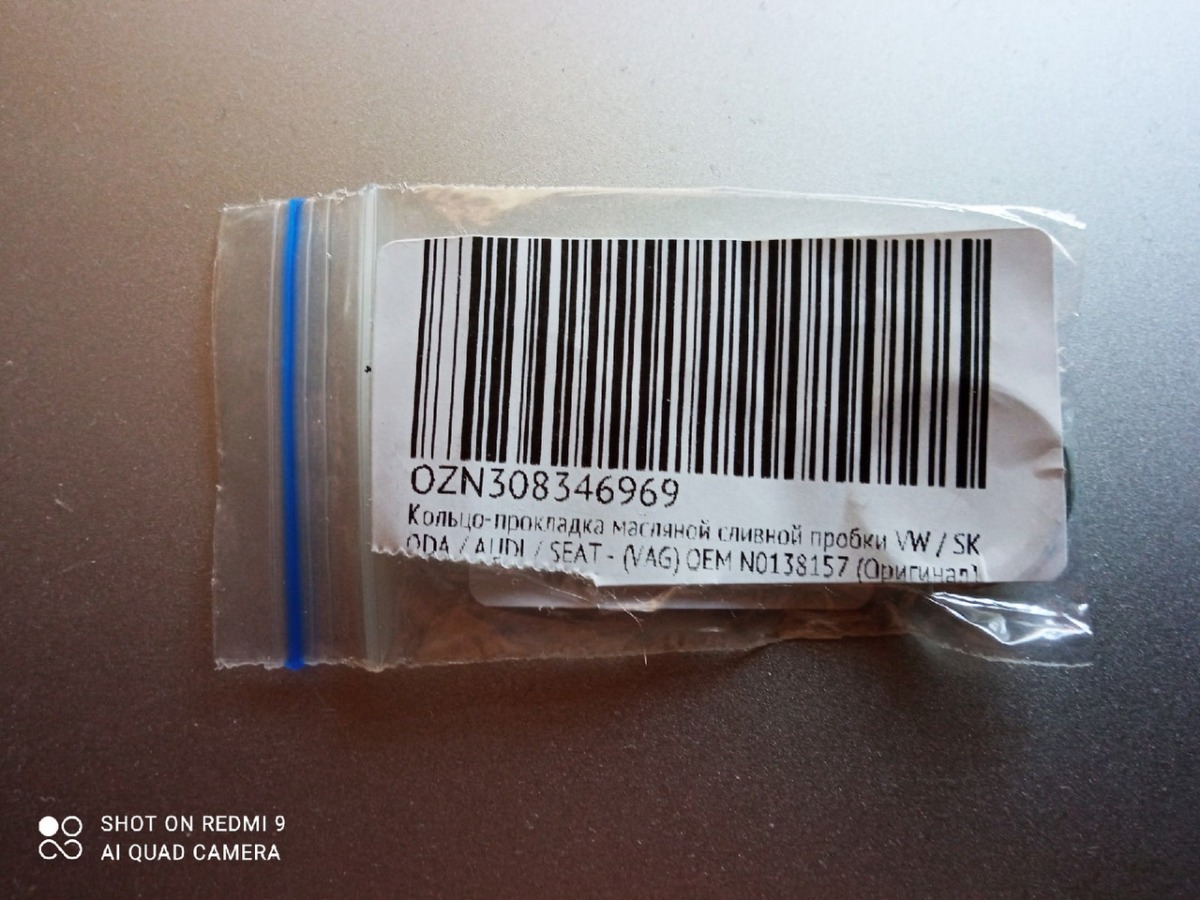 OZN308346969
Кольцо-прокладка масляной сливной пробки VW / SK
ODA / AUDI / SEAT - (VAG) OEM N0138157 (Оригинал)
SHOT ON REDMI 9
AI QUAD CAMERA